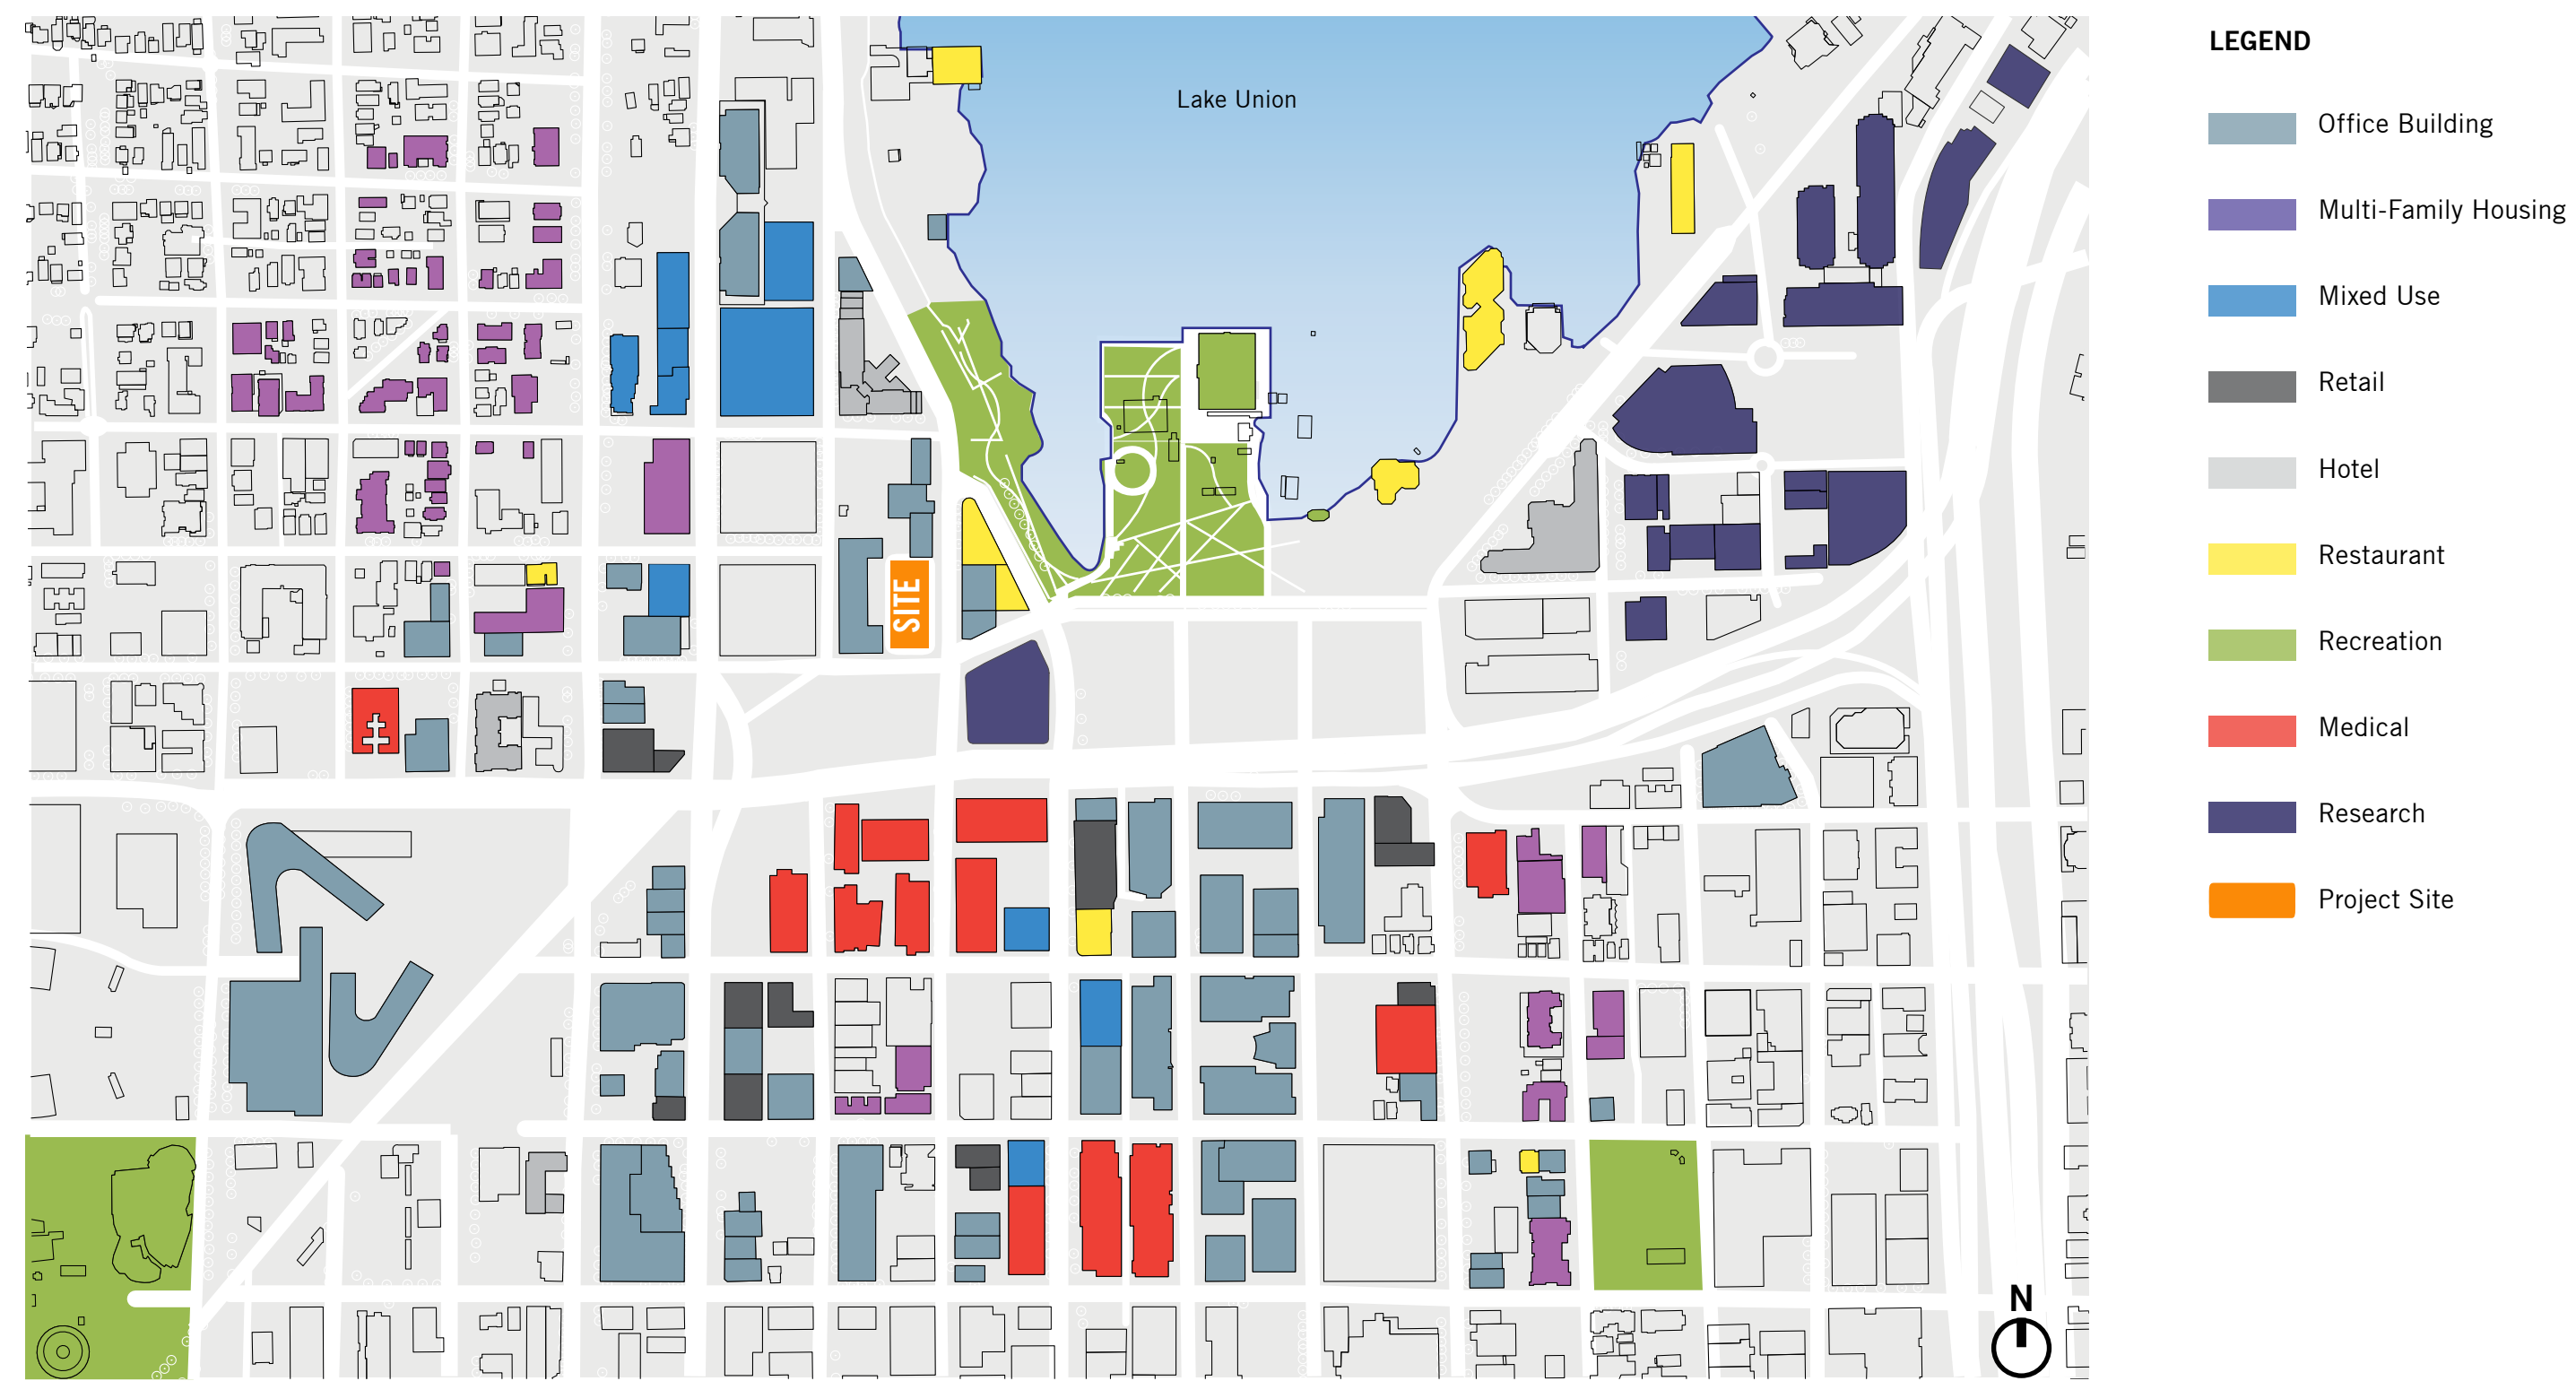 Lake Union
SITE
N
LEGEND
Office Building
Multi-Family Housing
Mixed Use
Retail
Hotel
Restaurant
Recreation
Medical
Research
Project Site